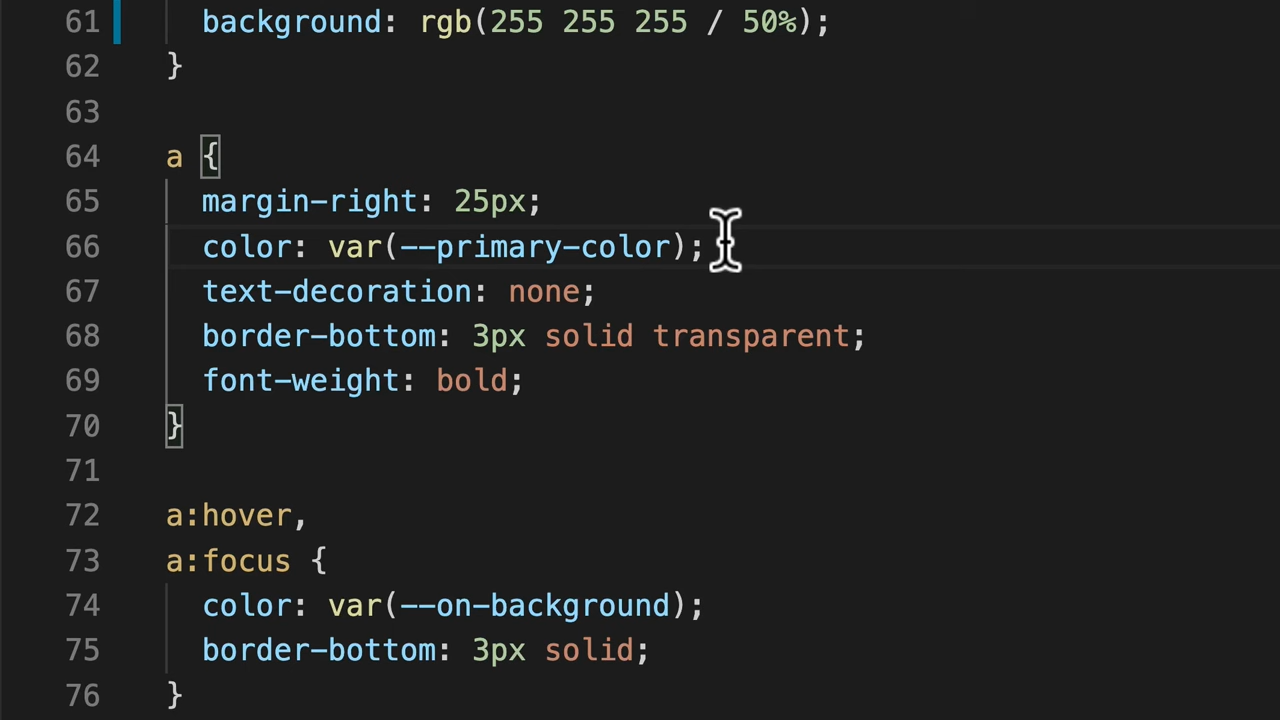 61 background: rgb(255 255 255 / 50%);
62 }
63
64 a {
65 margin-right: 25px;
66 color: var(--primary-color);
67 text-decoration: none;
68 border-bottom: 3px solid transparent;
69 font-weight: bold;
70 }
71
72 a:hover,
73 a:focus {
74 color: var(--on-background);
75 border-bottom: 3px solid;
76 }